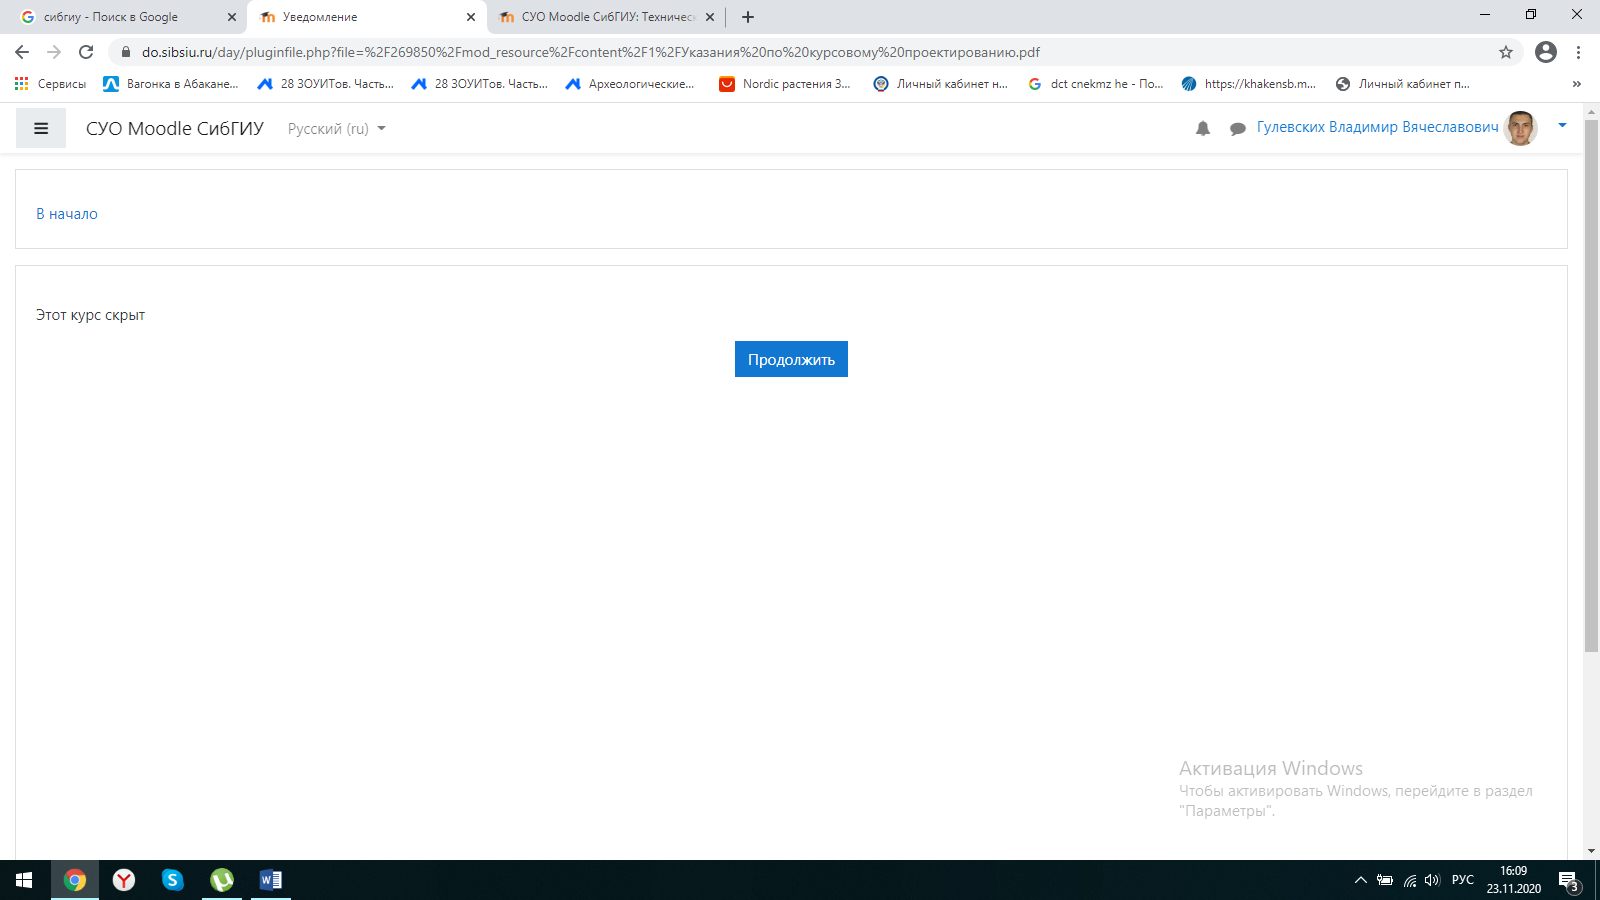 сибгиу - Поиск в Google
Уведомление
СУО Moodle СибГИУ: Техничес
do.sibsiu.ru/day/pluginfile.php?file=%2F269850%2Fmod_resource%2Fcontent%2F1%2FУказания%20по%20курсовому%20проектированию.pdf
Сервисы
Вагонка в Абакане...
28 ЗОУИТов. Часть...
28 ЗОУИТов. Часть...
Археологические...
Nordic растения 3...
Личный кабинет н...
dct cnekmz he - По...
https://khakensb.m...
Личный кабинет п...
»
СУО Moodle СибГИУ
Русский (ru)
Гулевских Владимир Вячеславович
В начало
Этот курс скрыт
Продолжить
Активация Windows
Чтобы активировать Windows, перейдите в раздел
"Параметры".
РУС
16:09
23.11.2020
3